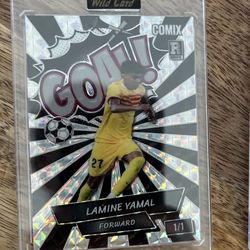 Wild Card
COMIX
R
GOAL!
27
LAMINE YAMAL
FORWARD
1/1